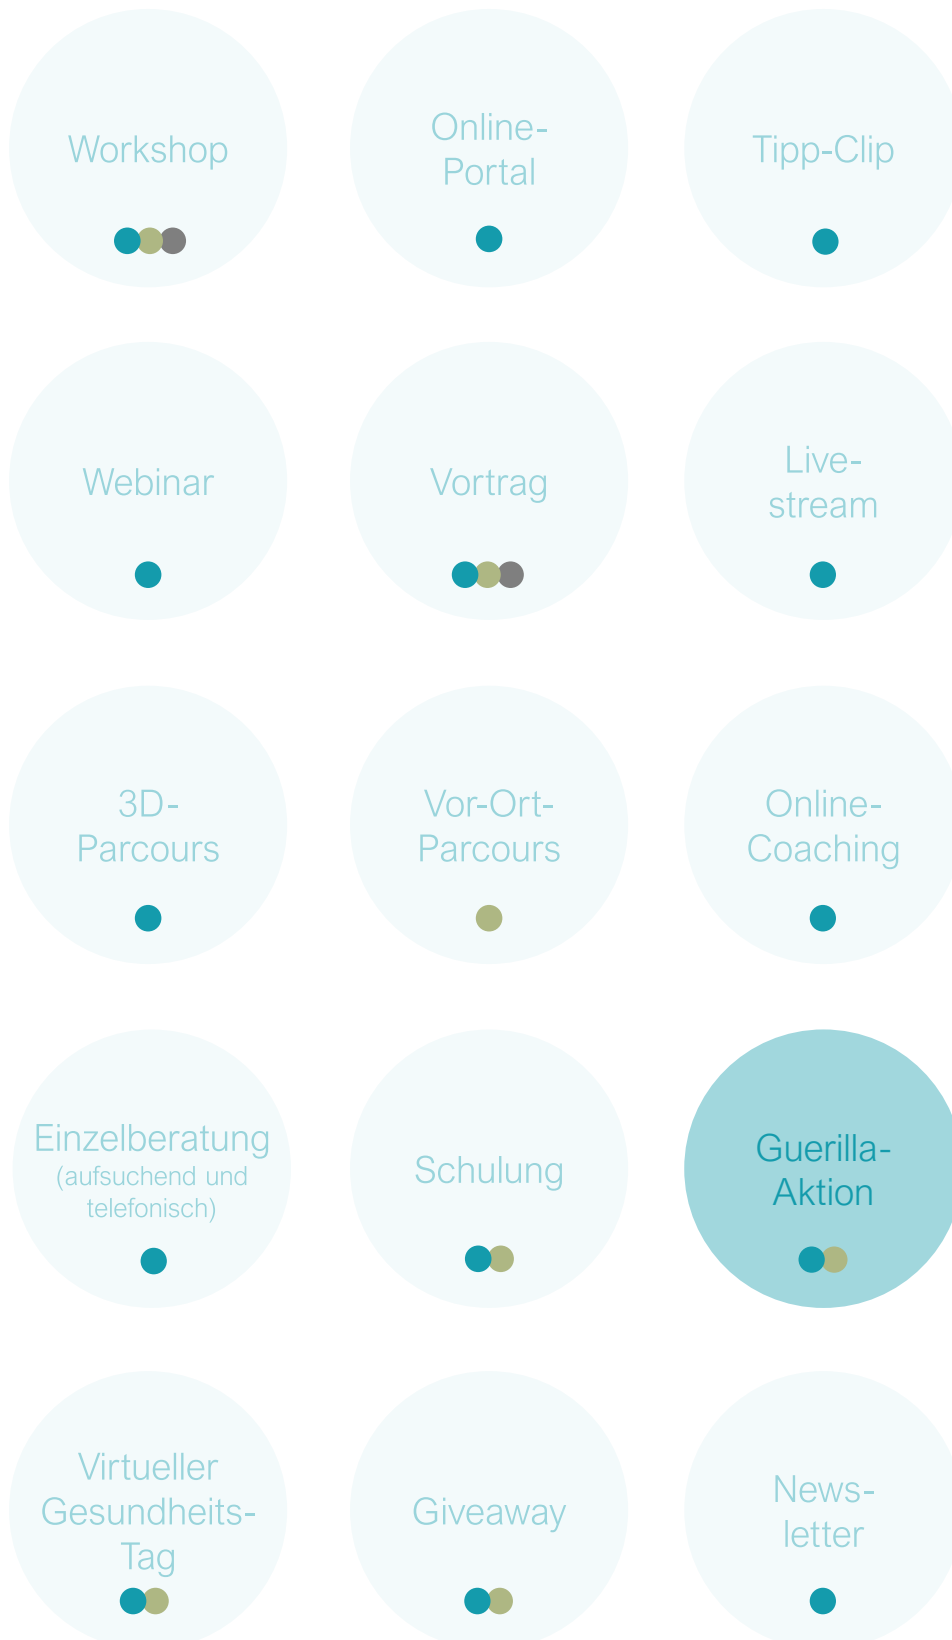 Workshop
Online-
Portal
Tipp-Clip
Webinar
Vortrag
Live-
stream
3D-
Parcours
Vor-Ort-
Parcours
Online-
Coaching
Einzelberatung
(aufsuchend und
telefonisch)
Schulung
Guerilla-
Aktion
Virtueller
Gesundheits-
Tag
Giveaway
News-
letter